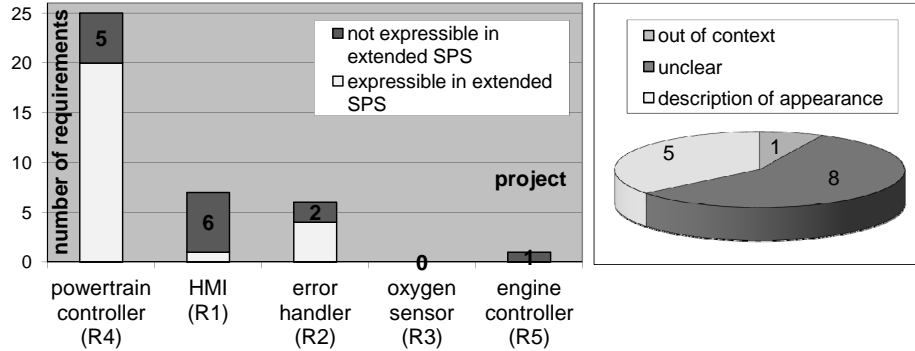 number of requirements
25
20
15
10
5
0
5
6
2
0
1
not expressible in
extended SPS
expressible in extended
SPS
project
powertrain
controller
(R4)
HMI
(R1)
error
handler
(R2)
oxygen
sensor
(R3)
engine
controller
(R5)
out of context
unclear
description of appearance
5
1
8